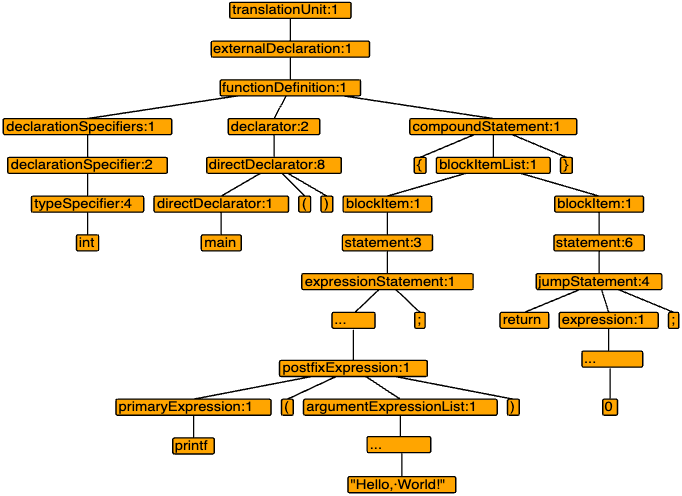 translationUnit:1
externalDeclaration:1
functionDefinition:1
declarationSpecifiers:1 declarator:2 compoundStatement:1
declarationSpecifier:2 directDeclarator:8 { blockItemList:1 }
typeSpecifier:4 directDeclarator:1 ( ) blockItem:1 blockItem:1
int main statement:3 statement:6
expressionStatement:1 jumpStatement:4
... ; return expression:1 ;
...
postfixExpression:1
primaryExpression:1 ( argumentExpressionList:1 ) 0
printf ...
"Hello,·World!"